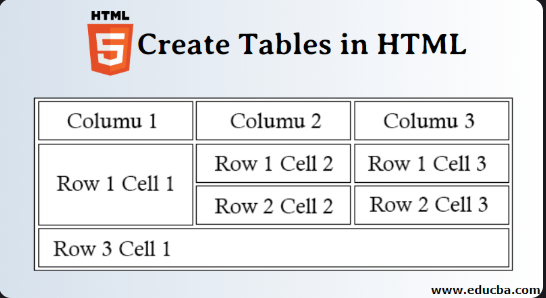 HTML
5
Create Tables in HTML
Columu 1 Columu 2 Columu 3
Row 1 Cell 1 Row 1 Cell 2 Row 1 Cell 3
Row 2 Cell 2 Row 2 Cell 3
Row 3 Cell 1
www.educba.com